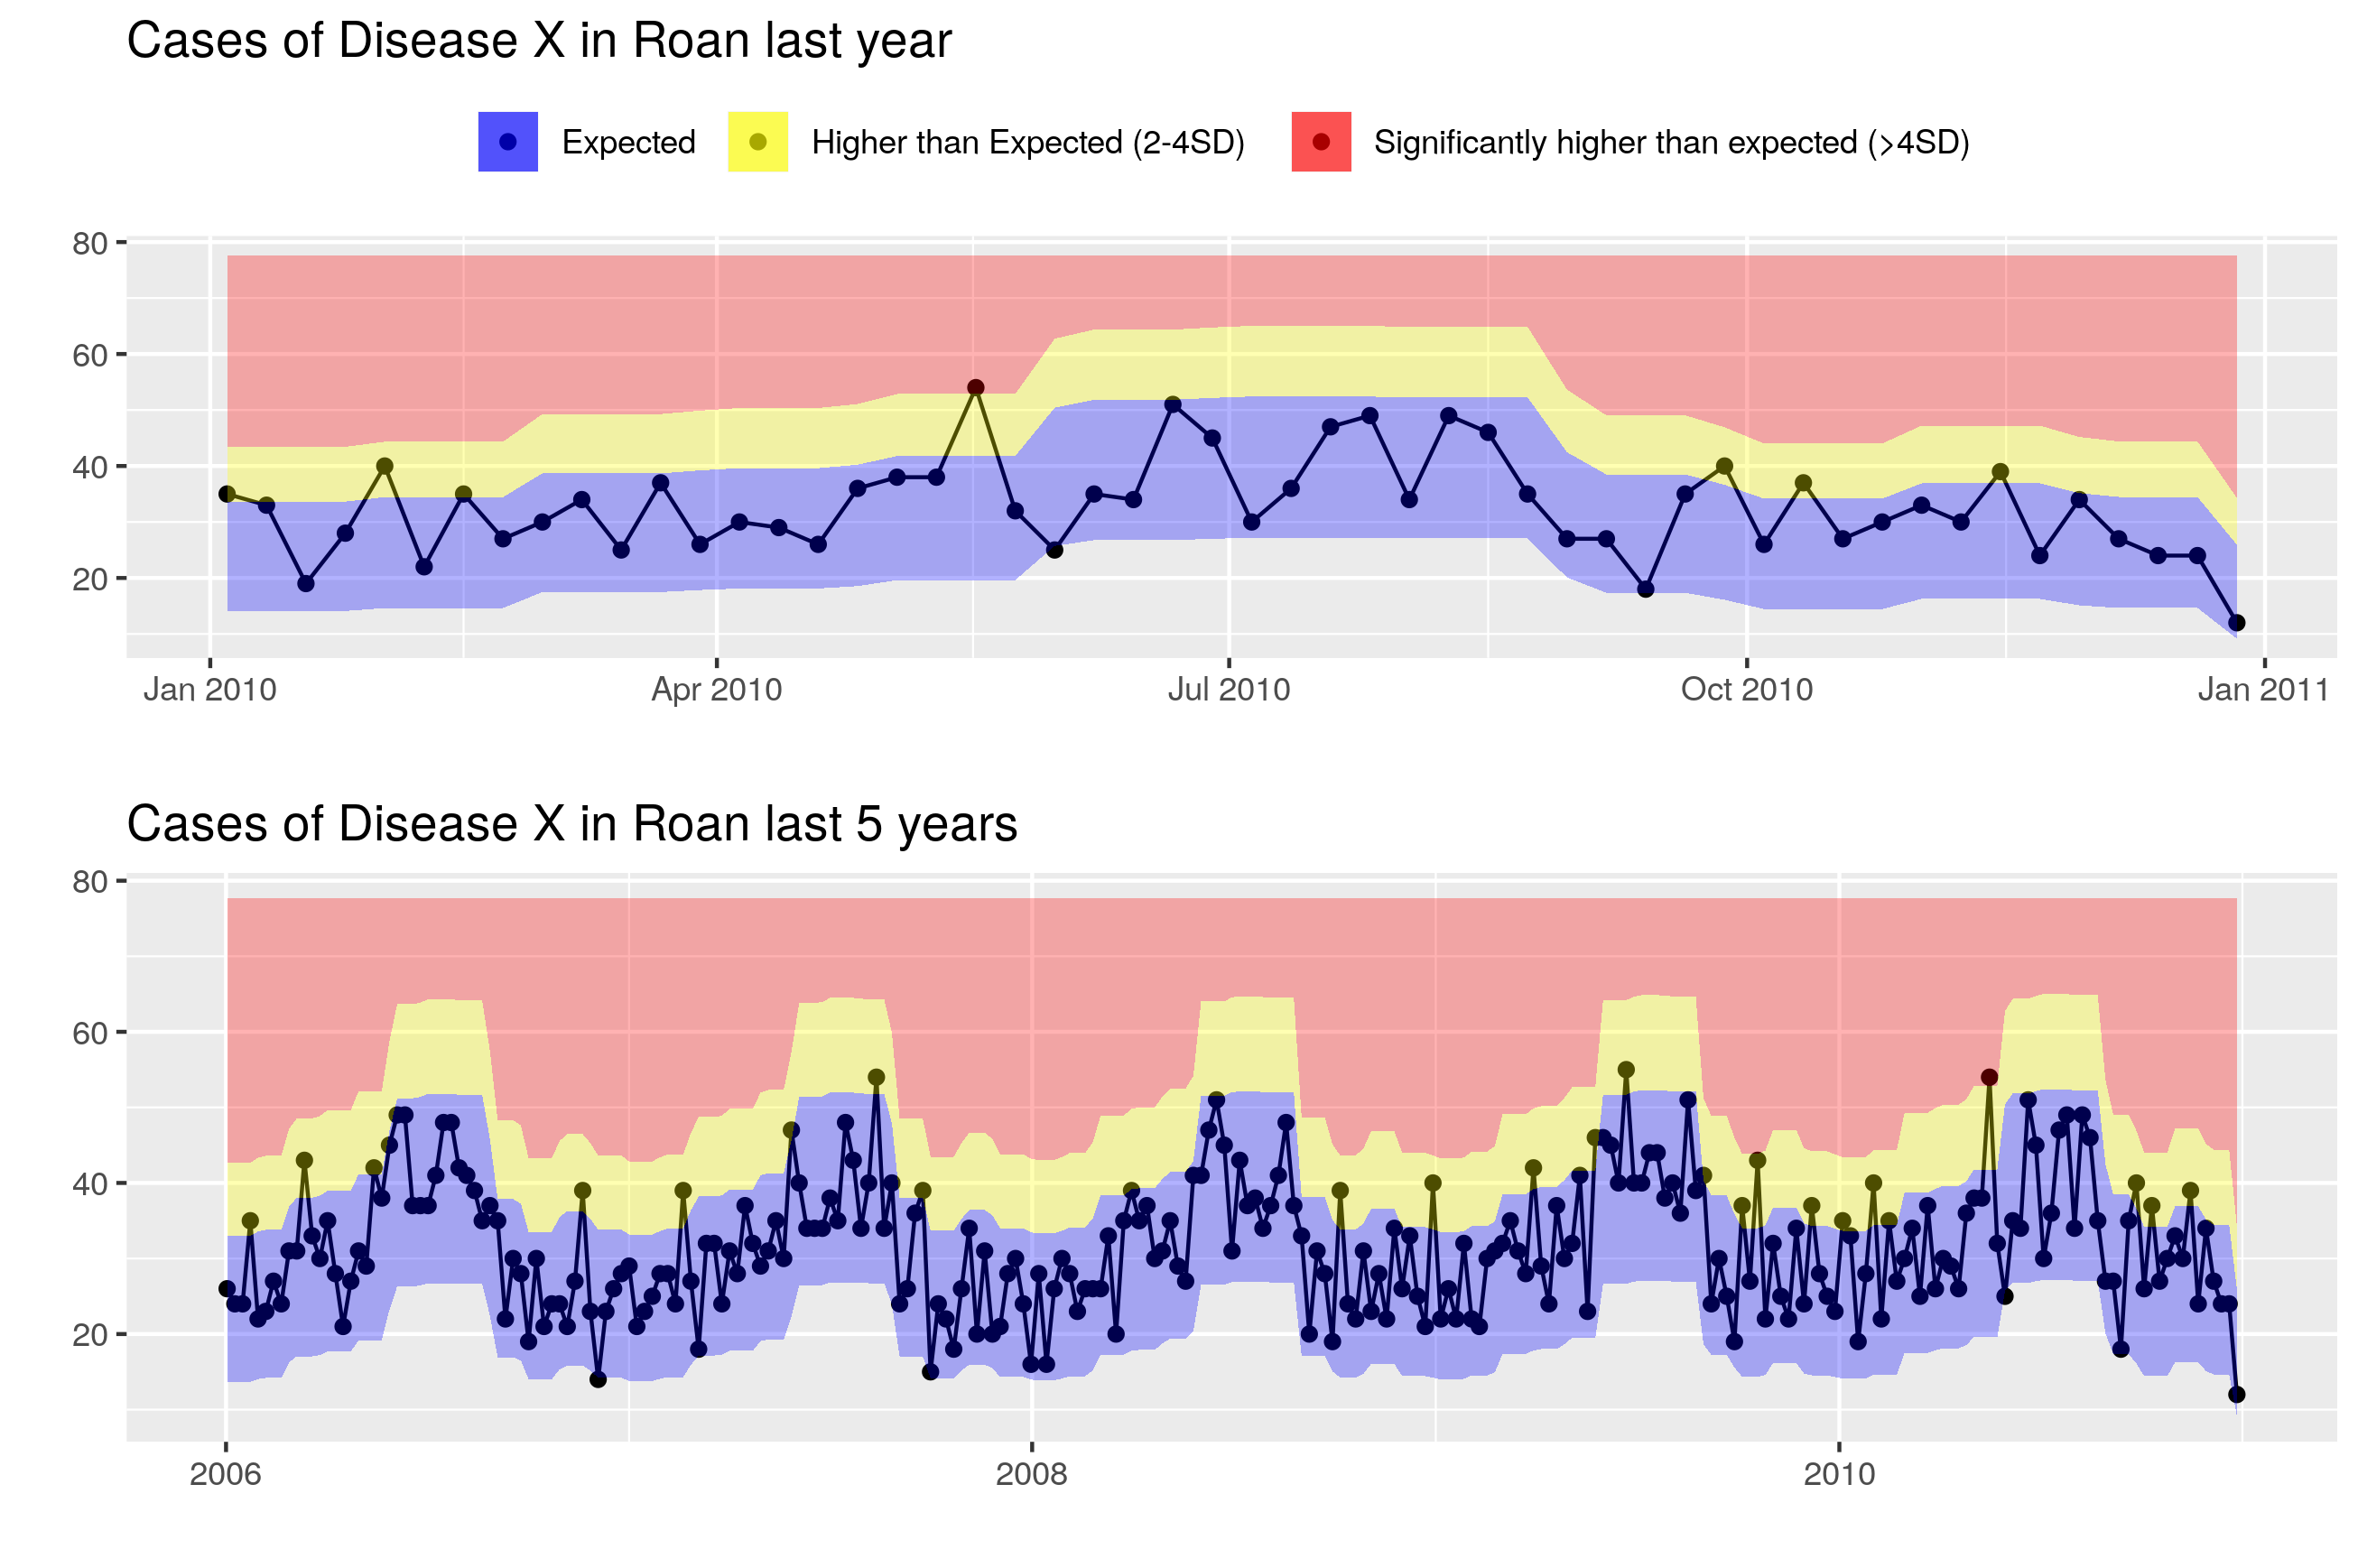 Cases of Disease X in Roan last year
Expected Higher than Expected (2-4SD) Significantly higher than expected (>4SD)
80
60
40
20
Jan 2010 Apr 2010 Jul 2010 Oct 2010 Jan 2011
Cases of Disease X in Roan last 5 years
80
60
40
20
2006 2008 2010